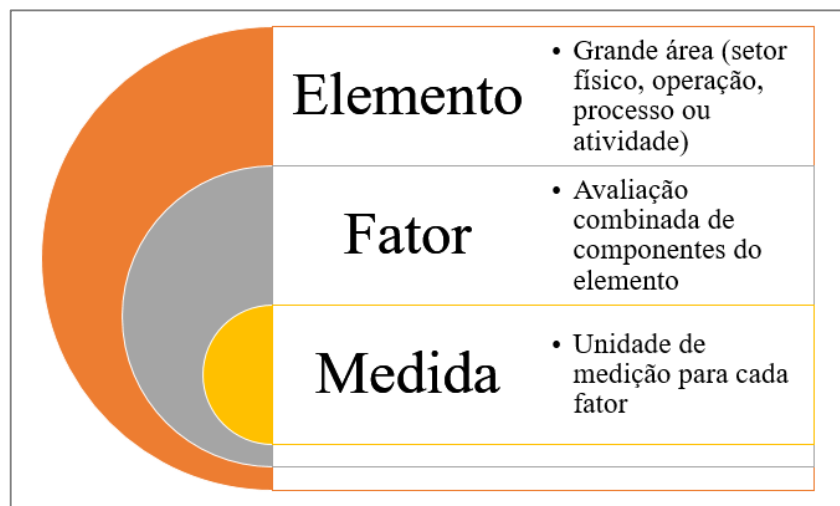 Elemento
• Grande área (setor
físico, operação,
processo ou
atividade)
Fator
• Avaliação
combinada de
componentes do
elemento
Medida
• Unidade de
medição para cada
fator